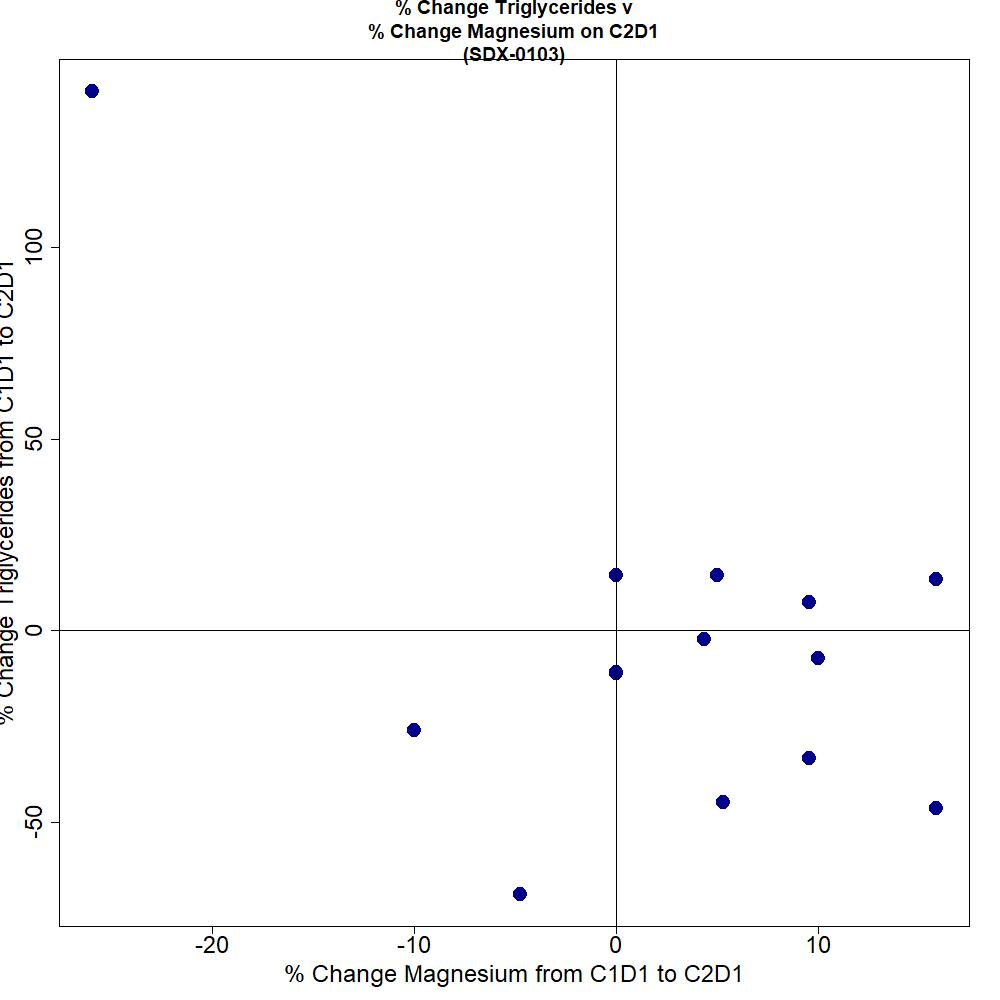 % Change Triglycerides v
% Change Magnesium on C2D1
(SDX-0103)
% Change Triglycerides from C1D1 to C2D1
100
50
0
-50
-20
-10
0
10
% Change Magnesium from C1D1 to C2D1